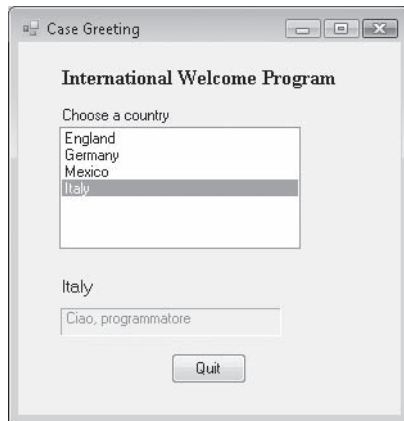 Case Greeting
International Welcome Program
Choose a country
England
Germany
Mexico
Italy
Italy
Ciao, programmatore
Quit